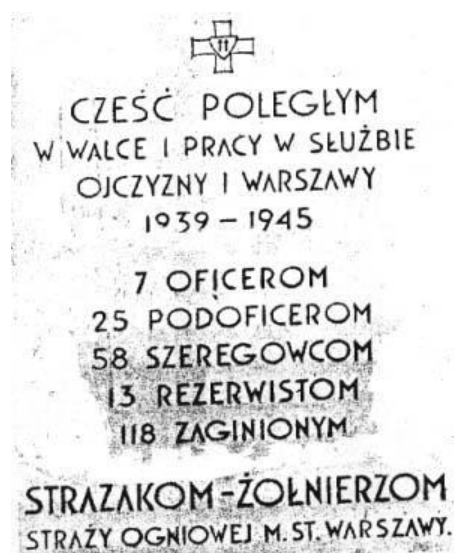 CZEŚĆ POLEGŁYM
W WALCE I PRACY W SŁUŻBIE
OJCZYZNY I WARSZAWY
1939 – 1945
7 OFICEROM
25 PODOFICEROM
58 SZEREGOWCOM
13 REZERWISTOM
118 ZAGINIONYM
STRAZAKOM-ŻOŁNIERZOM
STRAŻY OGNIOWEJ M. ST. WARSZAWY.